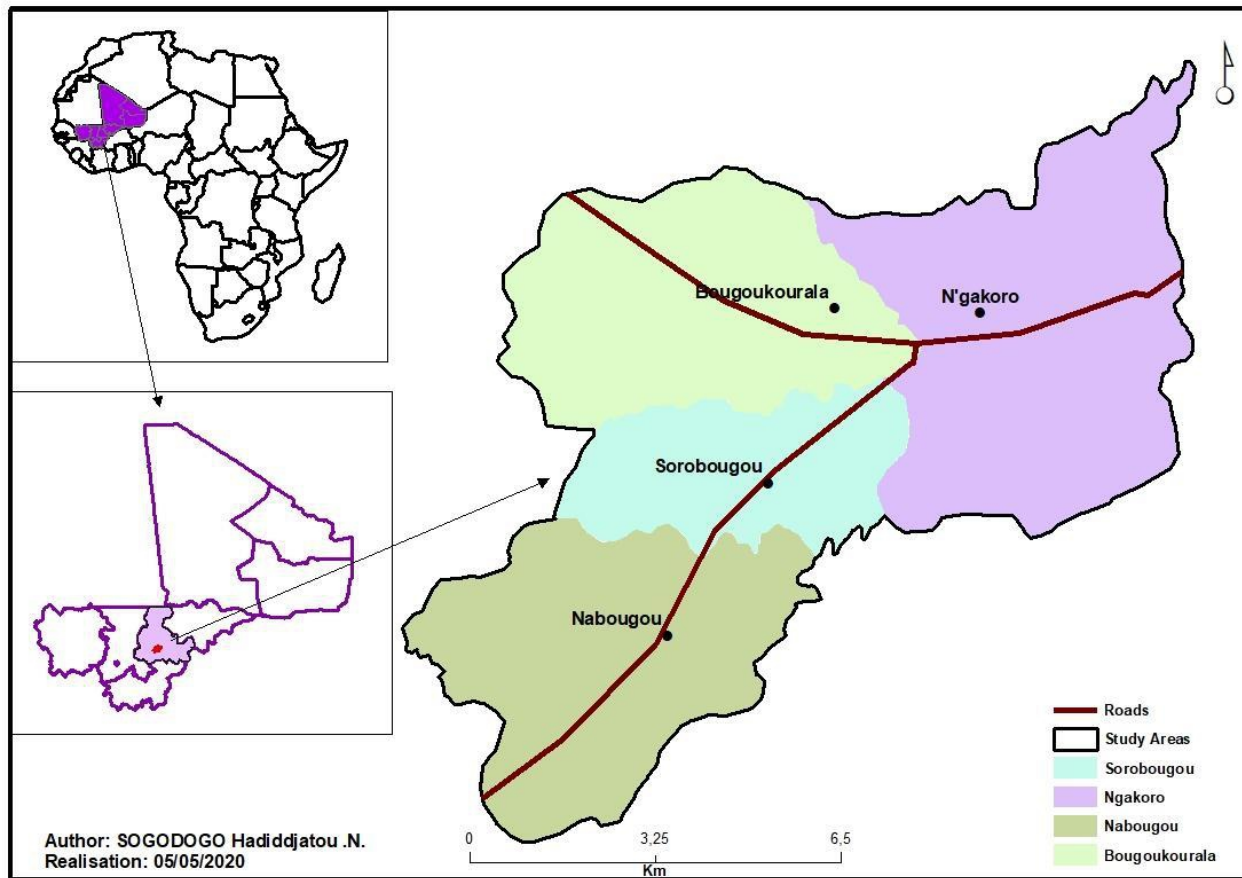 Bougoukourala
N'gakoro
Sorobougou
Nabougou
Roads
Study Areas
Sorobougou
Ngakoro
Nabougou
Bougoukourala
0 3,25 6,5
Km
Author: SOGODOGO Hadiddjatou .N.
Realisation: 05/05/2020